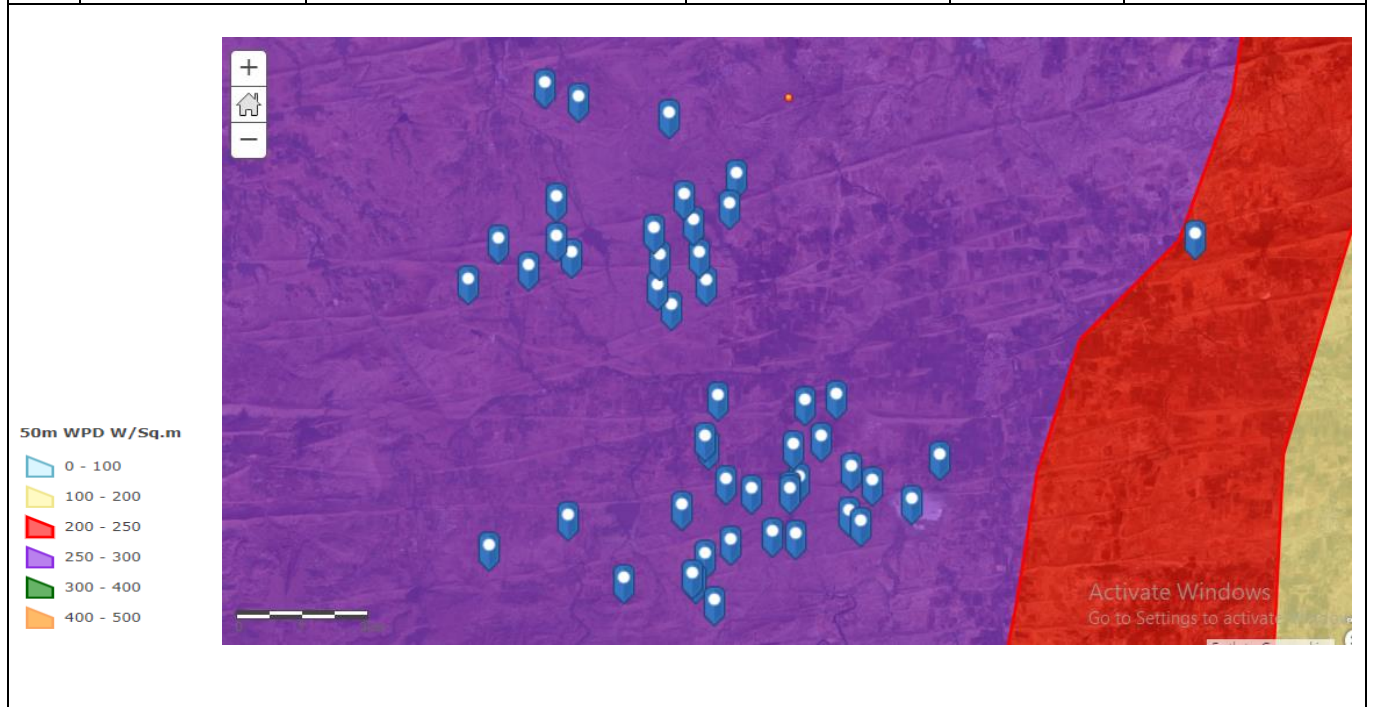 +
−
50m WPD W/Sq.m
0 - 100
100 - 200
200 - 250
250 - 300
300 - 400
400 - 500
Activate Windows
Go to Settings to activate